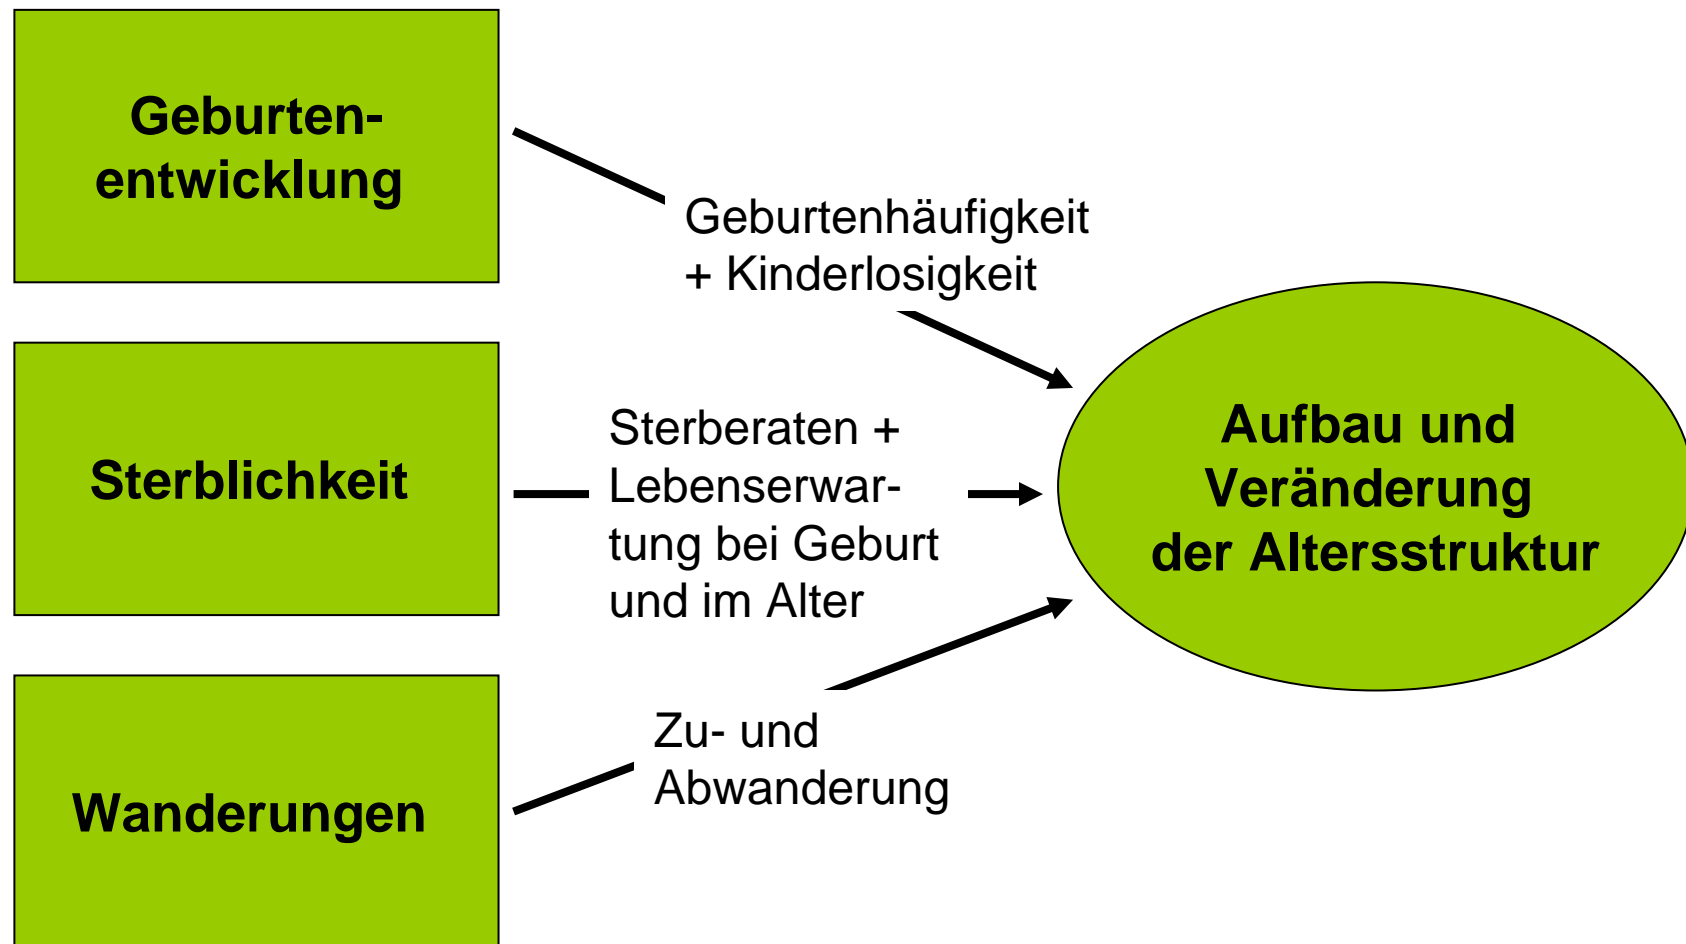 Geburten-
entwicklung
Geburtenhäufigkeit
+ Kinderlosigkeit
Sterblichkeit
Sterberaten +
Lebenserwar-
tung bei Geburt
und im Alter
Aufbau und
Veränderung
der Altersstruktur
Wanderungen
Zu- und
Abwanderung